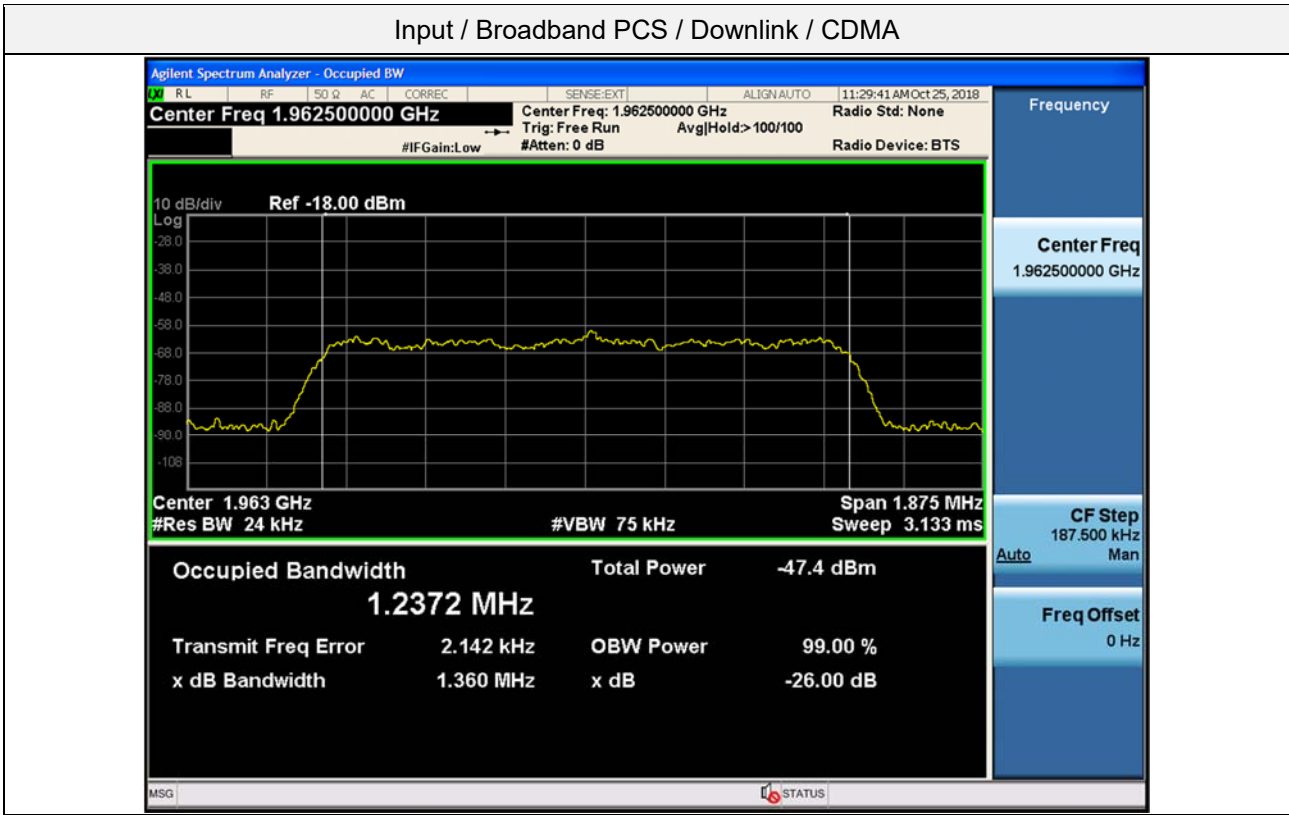 Input / Broadband PCS / Downlink / CDMA
Agilent Spectrum Analyzer - Occupied BW
LXI RL RF 50 Ω AC CORREC SENSE:EXT ALIGN AUTO 11:29:41 AM Oct 25, 2018
Center Freq 1.962500000 GHz
Center Freq: 1.962500000 GHz
Radio Std: None
Trig: Free Run Avg|Hold:>100/100
#IFGain:Low
#Atten: 0 dB
Radio Device: BTS
Frequency
10 dB/div Ref -18.00 dBm
Log
-28.0
-38.0
-48.0
-58.0
-68.0
-78.0
-88.0
-98.0
-108
Center 1.963 GHz Span 1.875 MHz
#Res BW 24 kHz #VBW 75 kHz Sweep 3.133 ms
Center Freq
1.962500000 GHz
CF Step
187.500 kHz
Auto Man
Freq Offset
0 Hz
Occupied Bandwidth Total Power -47.4 dBm
1.2372 MHz
Transmit Freq Error 2.142 kHz OBW Power 99.00 %
x dB Bandwidth 1.360 MHz x dB -26.00 dB
MSG STATUS